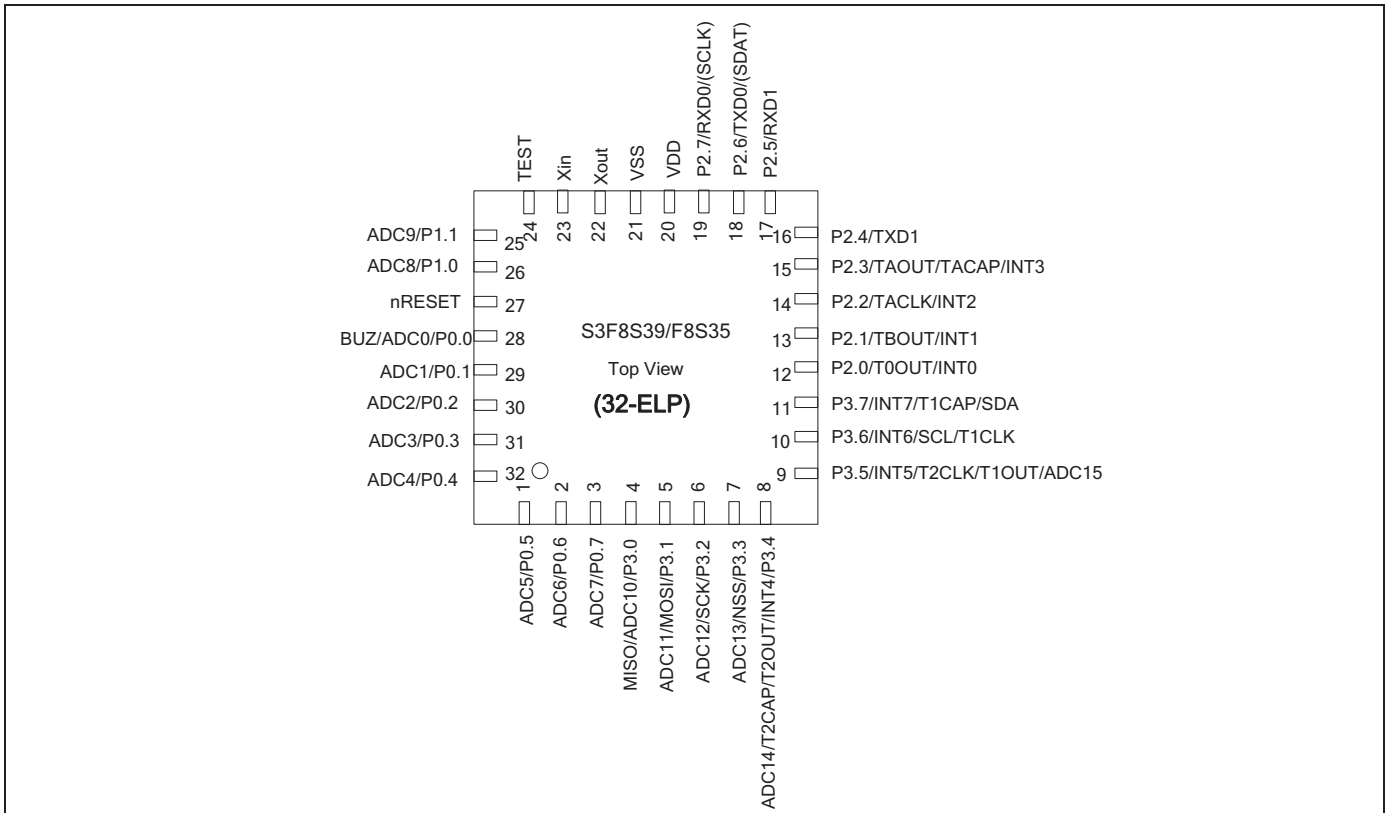 TEST
Xin
Xout
VSS
VDD
P2.7/RXD0/(SCLK)
P2.6/TXD0/(SDAT)
P2.5/RXD1
24
23
22
21
20
19
18
17
ADC9/P1.1
25
ADC8/P1.0
26
nRESET
27
BUZ/ADC0/P0.0
28
ADC1/P0.1
29
ADC2/P0.2
30
ADC3/P0.3
31
ADC4/P0.4
32
S3F8S39/F8S35
Top View
(32-ELP)
16
P2.4/TXD1
15
P2.3/TAOUT/TACAP/INT3
14
P2.2/TACLK/INT2
13
P2.1/TBOUT/INT1
12
P2.0/T0OUT/INT0
11
P3.7/INT7/T1CAP/SDA
10
P3.6/INT6/SCL/T1CLK
9
P3.5/INT5/T2CLK/T1OUT/ADC15
1
2
3
4
5
6
7
8
ADC5/P0.5
ADC6/P0.6
ADC7/P0.7
MISO/ADC10/P3.0
ADC11/MOSI/P3.1
ADC12/SCK/P3.2
ADC13/NSS/P3.3
ADC14/T2CAP/T2OUT/INT4/P3.4